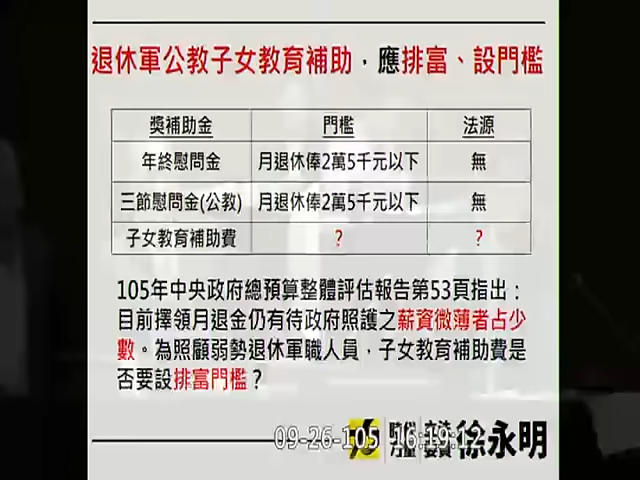 退休軍公教子女教育補助，應排富、設門檻
獎補助金 門檻 法源
年終慰問金 月退休俸2萬5千元以下 無
三節慰問金(公教) 月退休俸2萬5千元以下 無
子女教育補助費 ? ?
105年中央政府總預算整體評估報告第53頁指出：
目前擇領月退金仍有待政府照護之薪資微薄者占少
數。為照顧弱勢退休軍職人員，子女教育補助費是
否要設排富門檻？
徐永明
09-26-105 16:19:12